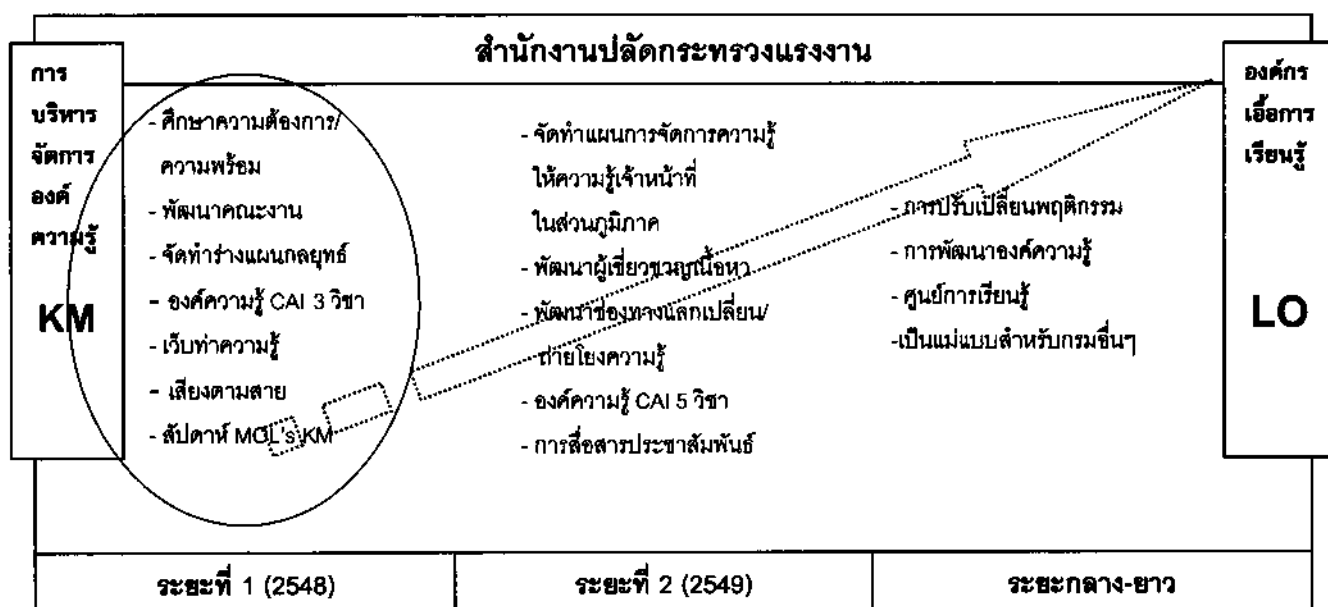 สำนักงานปลัดกระทรวงแรงงาน
การ
บริหาร
จัดการ
องค์
ความรู้
KM
- ศึกษาความต้องการ/
ความพร้อม
- พัฒนาคณะงาน
- จัดทำร่างแผนกลยุทธ์
- องค์ความรู้ CAI 3 วิชา
- เว็บท่าความรู้
- เสียงตามสาย
- สัปดาห์ MOL's KM
- จัดทำแผนการจัดการความรู้
ให้ความรู้เจ้าหน้าที่
ในส่วนภูมิภาค
- พัฒนาผู้เชี่ยวชาญเนื้อหา
- พัฒนาช่องทางแลกเปลี่ยน/
ถ่ายโยงความรู้
- องค์ความรู้ CAI 5 วิชา
- การสื่อสารประชาสัมพันธ์
- การปรับเปลี่ยนพฤติกรรม
- การพัฒนาองค์ความรู้
- ศูนย์การเรียนรู้
-เป็นแม่แบบสำหรับกรมอื่นๆ
องค์กร
เอื้อการ
เรียนรู้
LO
ระยะที่ 1 (2548)
ระยะที่ 2 (2549)
ระยะกลาง-ยาว